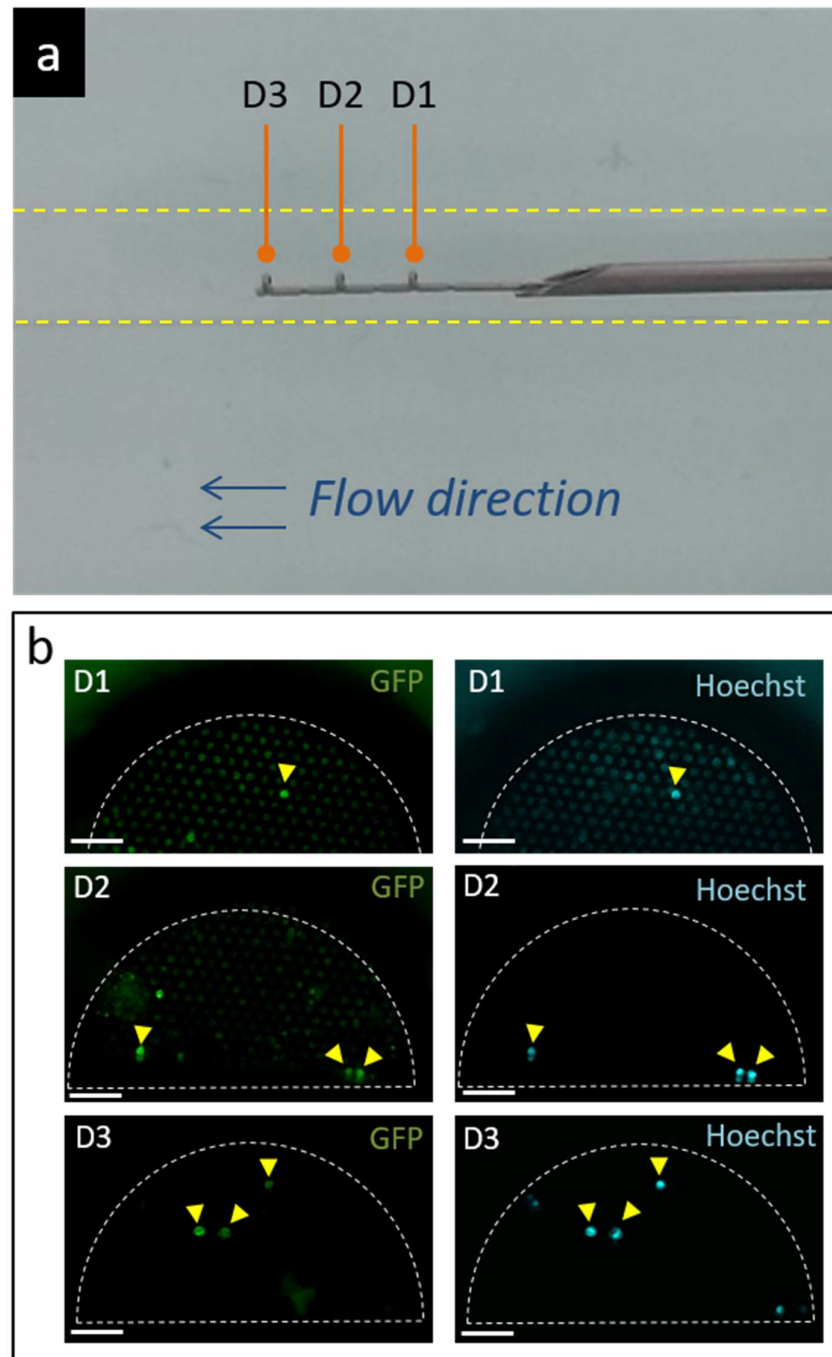 a
D3 D2 D1
Flow direction
b
D1 GFP
D1 Hoechst
D2 GFP
D2 Hoechst
D3 GFP
D3 Hoechst